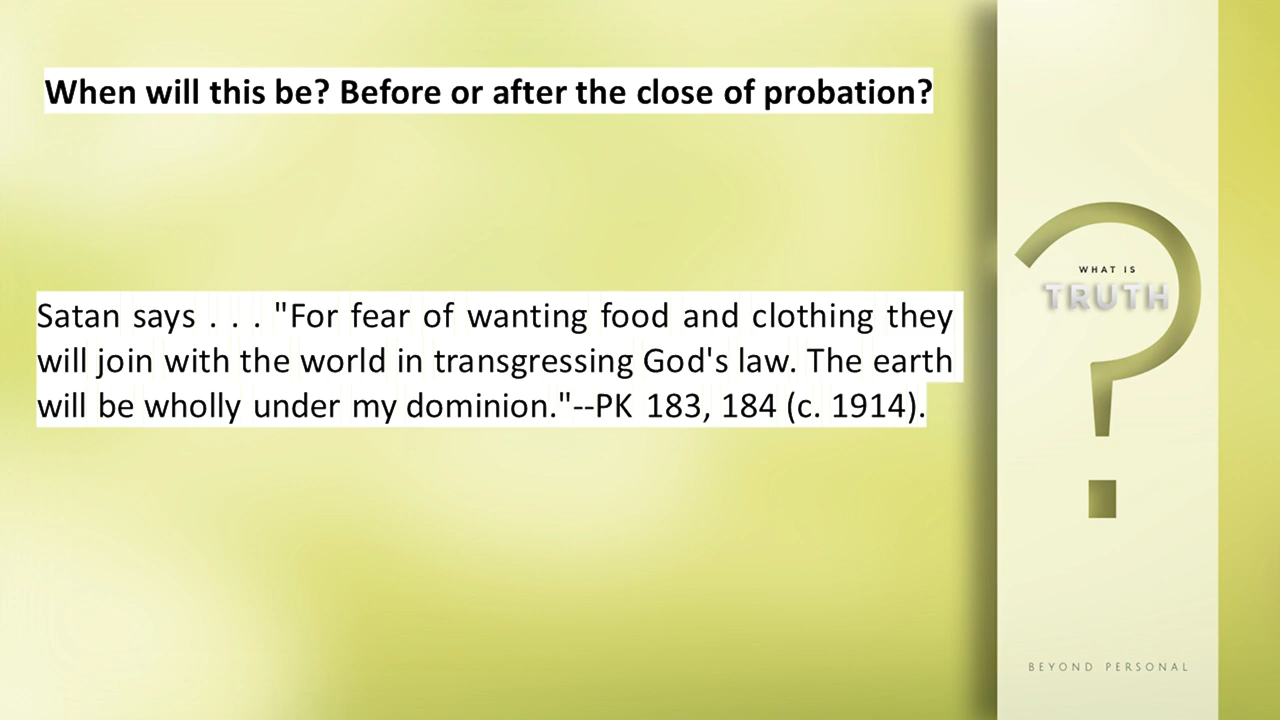 When will this be? Before or after the close of probation?
Satan says . . . "For fear of wanting food and clothing they
will join with the world in transgressing God's law. The earth
will be wholly under my dominion."--PK 183, 184 (c. 1914).
WHAT IS
TRUTH
?
BEYOND PERSONAL